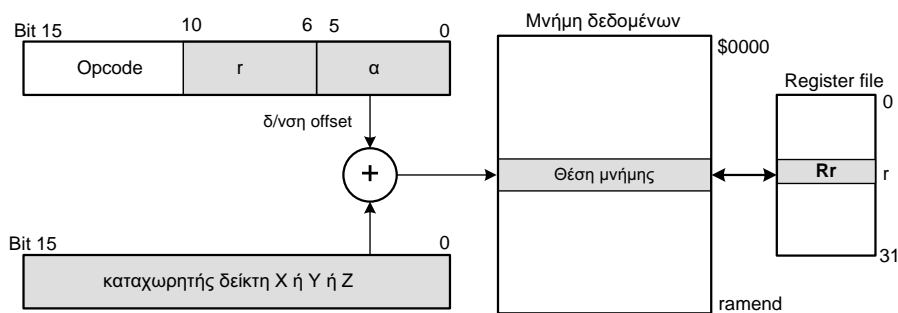 Μνήμη δεδομένων
Bit 15 10 6 5 0
$0000
Opcode r α
Register file
0
δ/νση offset
+
Θέση μνήμης
Rr r
Bit 15 0
31
καταχωρητής δείκτη X ή Y ή Z
ramend